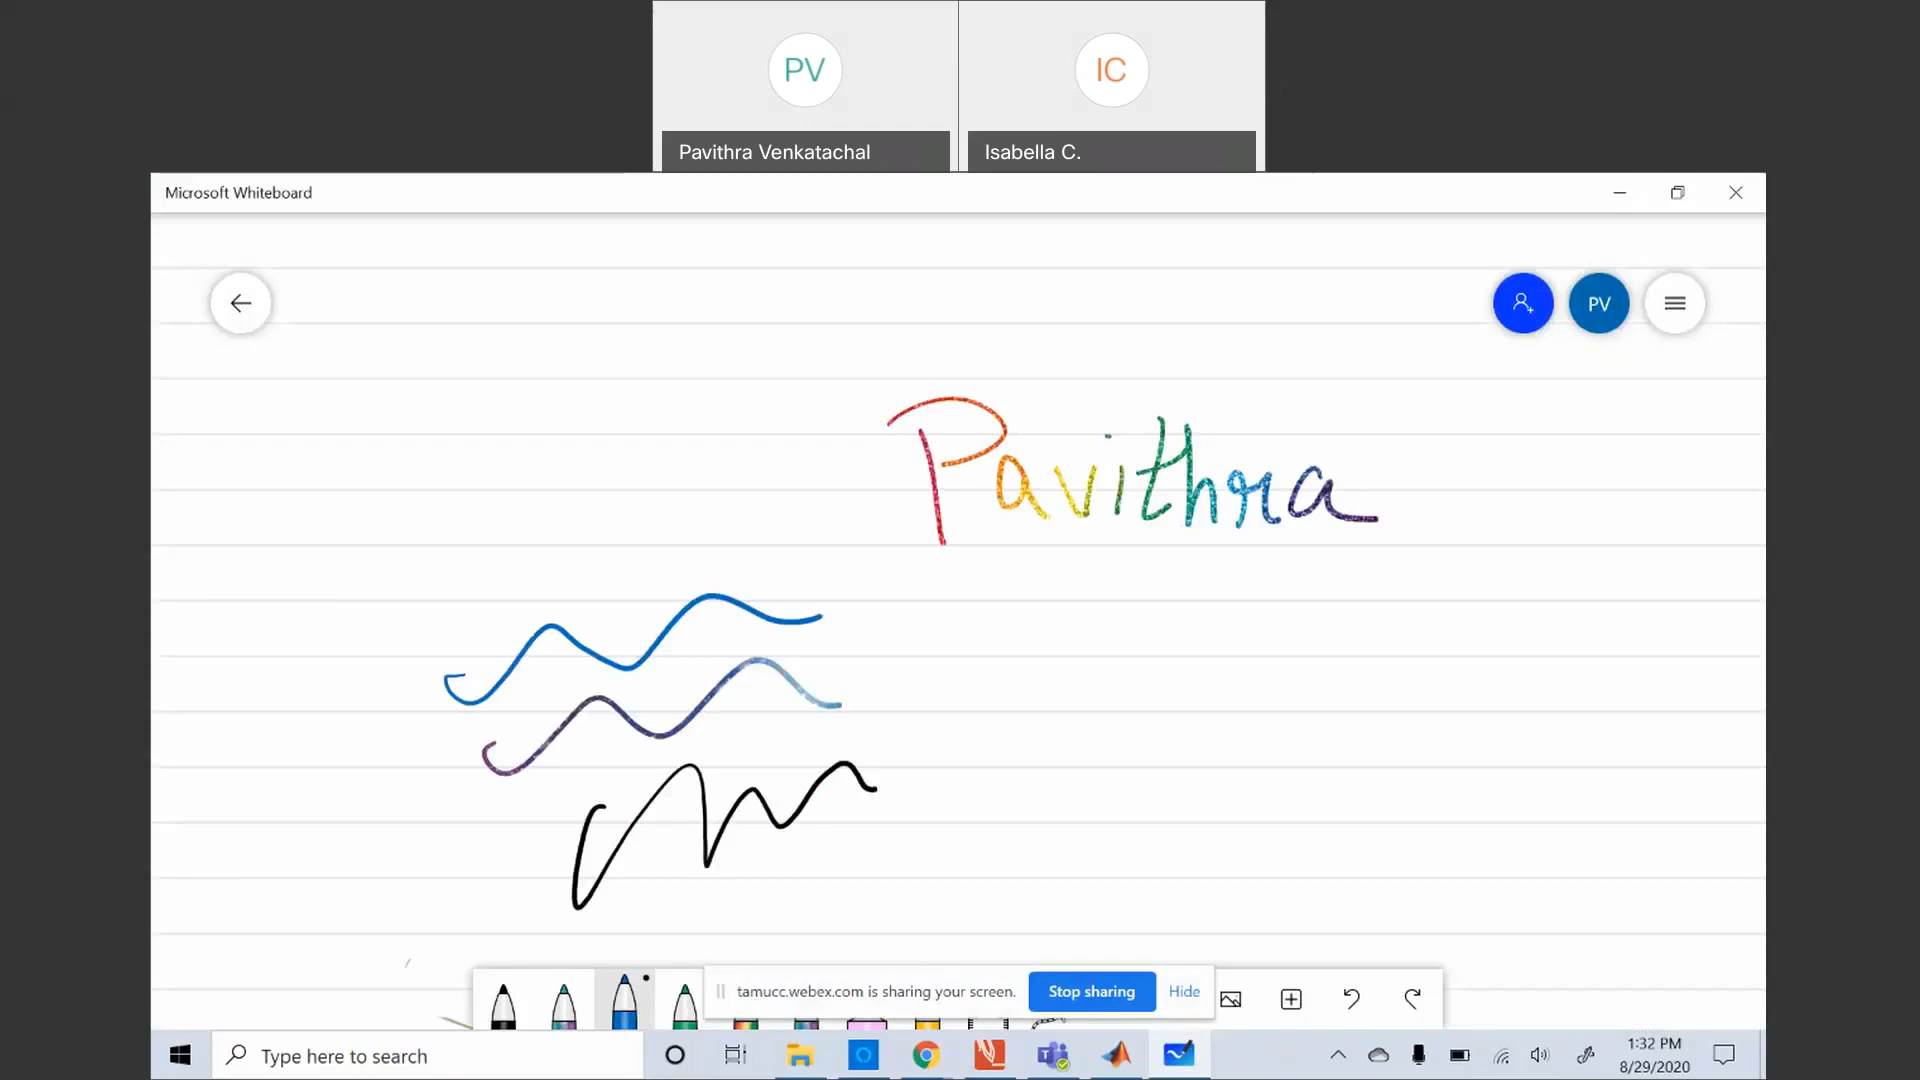 PV
IC
Pavithra Venkatachal
Isabella C.
Microsoft Whiteboard
PV
Pavithra
tamucc.webex.com is sharing your screen.
Stop sharing
Hide
Type here to search
1:32 PM
8/29/2020